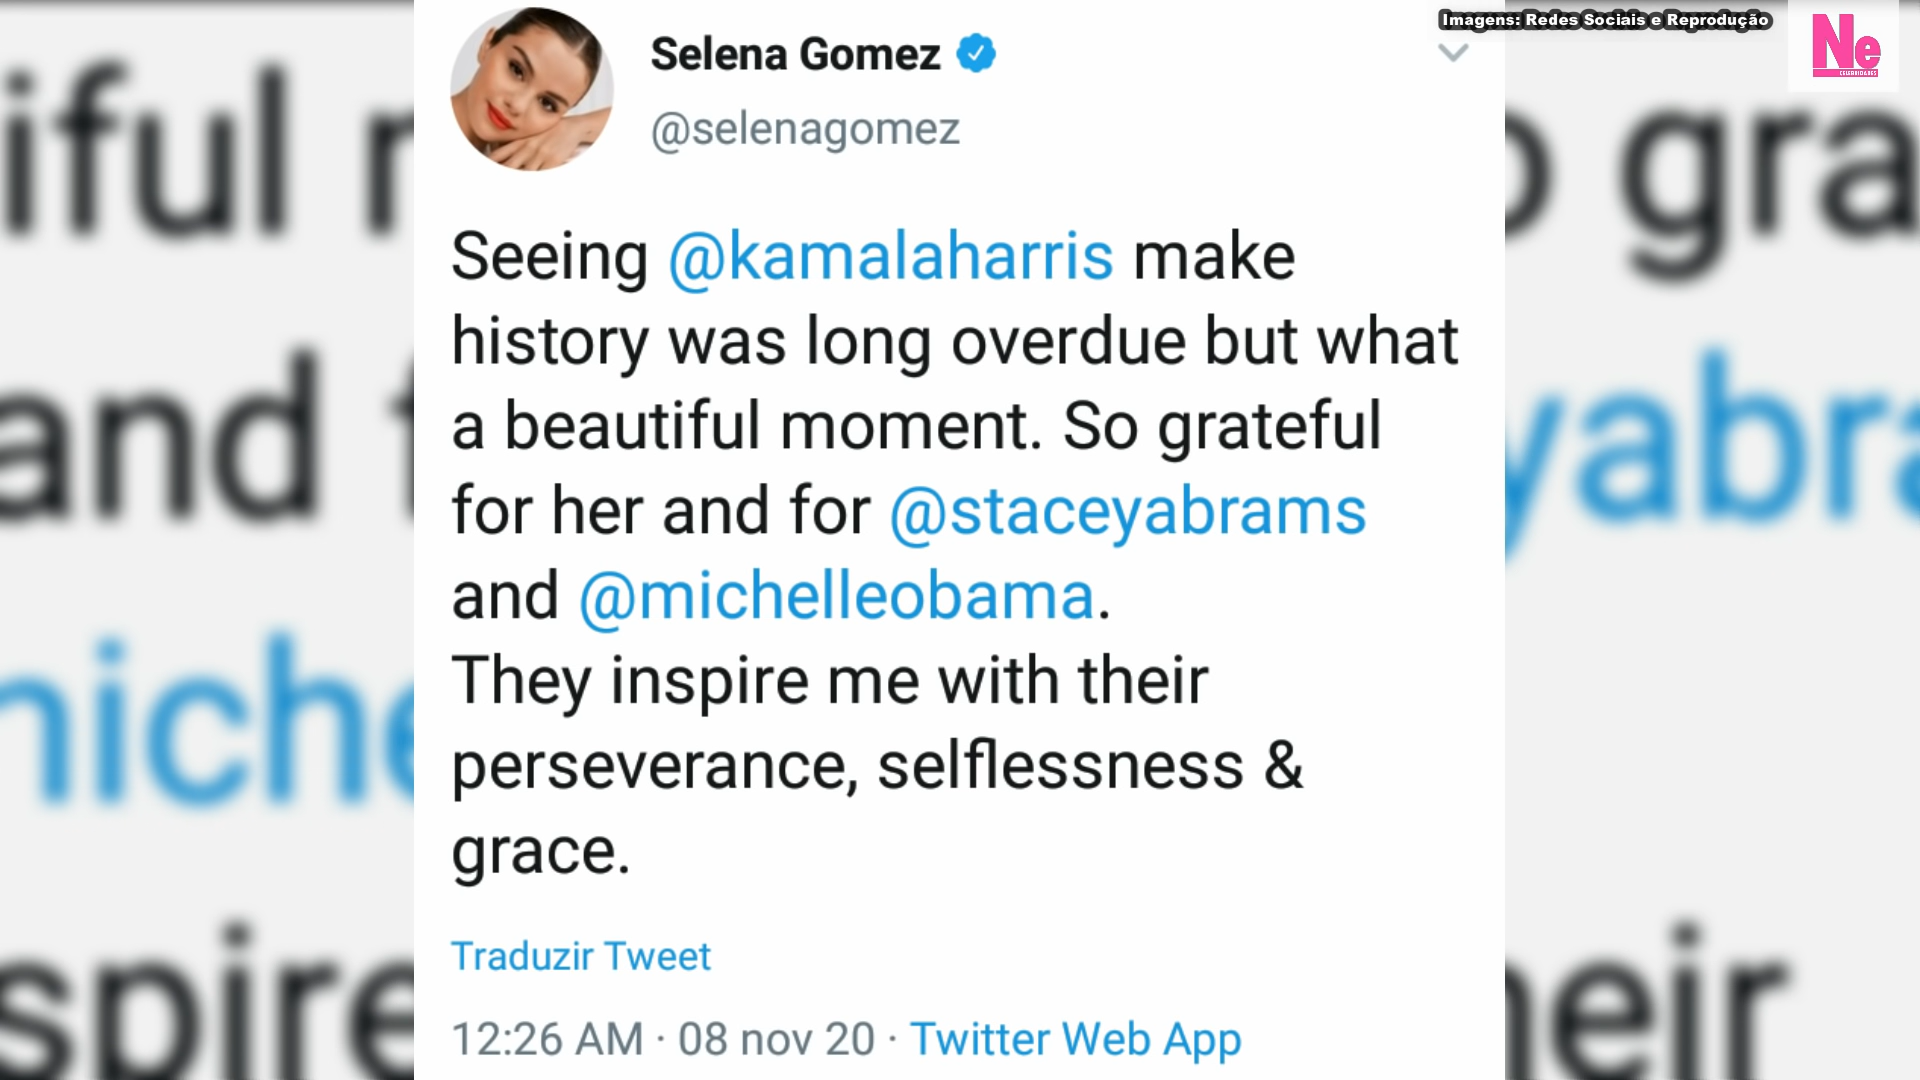 Imagens: Redes Sociais e Reprodução
Ne
CELEBRIDADES
Selena Gomez
@selenagomez
Seeing @kamalaharris make
history was long overdue but what
a beautiful moment. So grateful
for her and for @staceyabrams
and @michelleobama.
They inspire me with their
perseverance, selflessness &
grace.
Traduzir Tweet
12:26 AM · 08 nov 20 · Twitter Web App